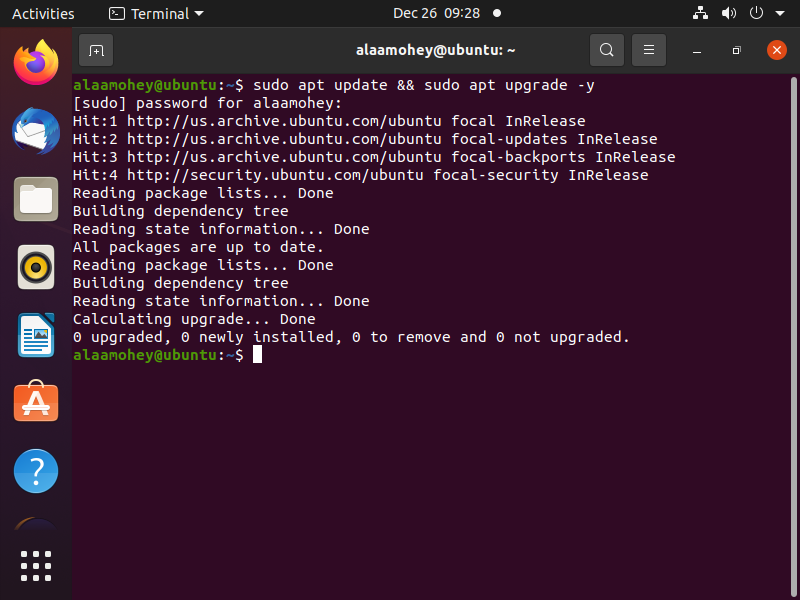 Activities
Terminal
Dec 26 09:28
alaamohey@ubuntu: ~
alaamohey@ubuntu:~$ sudo apt update && sudo apt upgrade -y
[sudo] password for alaamohey:
Hit:1 http://us.archive.ubuntu.com/ubuntu focal InRelease
Hit:2 http://us.archive.ubuntu.com/ubuntu focal-updates InRelease
Hit:3 http://us.archive.ubuntu.com/ubuntu focal-backports InRelease
Hit:4 http://security.ubuntu.com/ubuntu focal-security InRelease
Reading package lists... Done
Building dependency tree
Reading state information... Done
All packages are up to date.
Reading package lists... Done
Building dependency tree
Reading state information... Done
Calculating upgrade... Done
0 upgraded, 0 newly installed, 0 to remove and 0 not upgraded.
alaamohey@ubuntu:~$